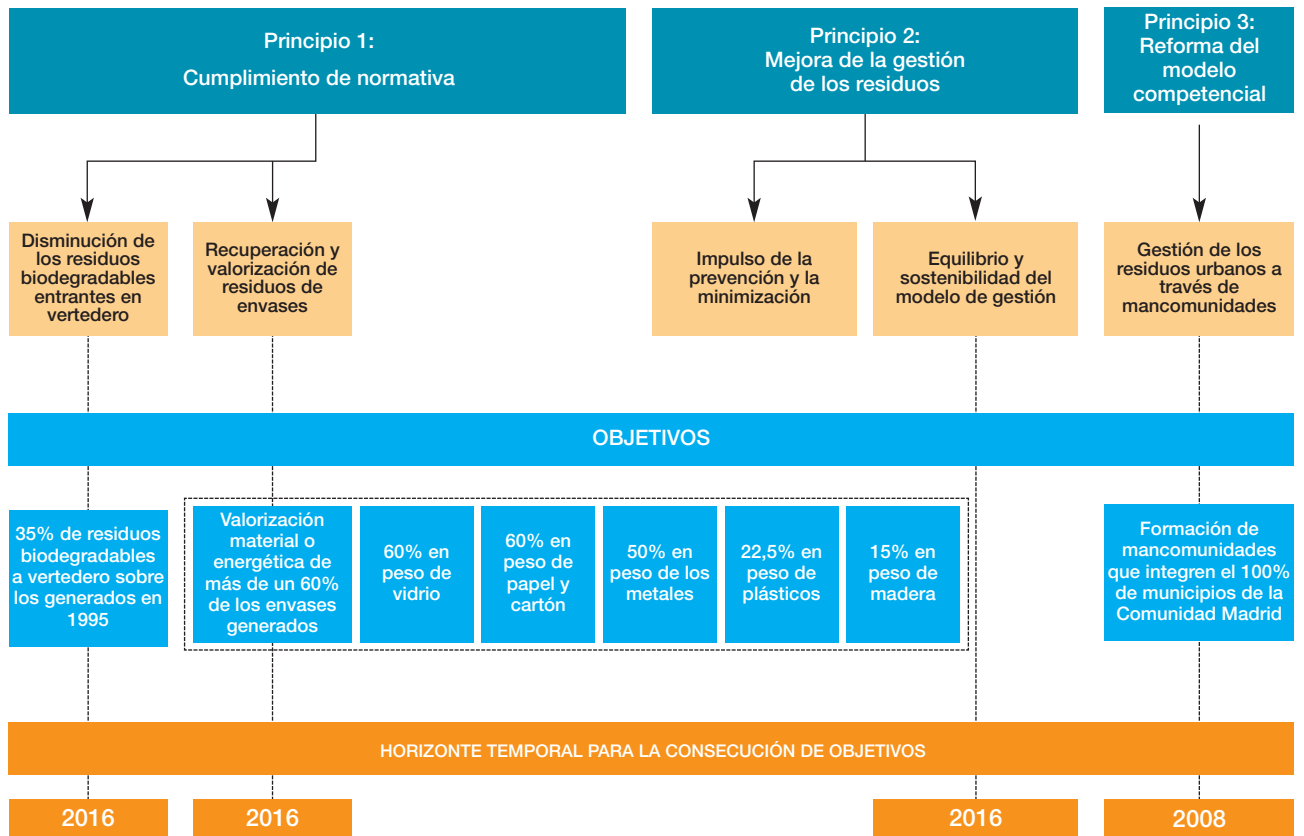 Principio 1:
Cumplimiento de normativa
Principio 2:
Mejora de la gestión
de los residuos
Principio 3:
Reforma del
modelo
competencial
Disminución de
los residuos
biodegradables
entrantes en
vertedero
Recuperación y
valorización de
residuos de
envases
Impulso de la
prevención y la
minimización
Equilibrio y
sostenibilidad del
modelo de gestión
Gestión de los
residuos urbanos a
través de
mancomunidades
OBJETIVOS
35% de residuos
biodegradables
a vertedero sobre
los generados en
1995
Valorización
material o
energética de
más de un 60%
de los envases
generados
60% en
peso de
vidrio
60% en
peso de
papel y
cartón
50% en
peso de los
metales
22,5% en
peso de
plásticos
15% en
peso de
madera
Formación de
mancomunidades
que integren el 100%
de municipios de la
Comunidad Madrid
HORIZONTE TEMPORAL PARA LA CONSECUCIÓN DE OBJETIVOS
2016
2016
2016
2008